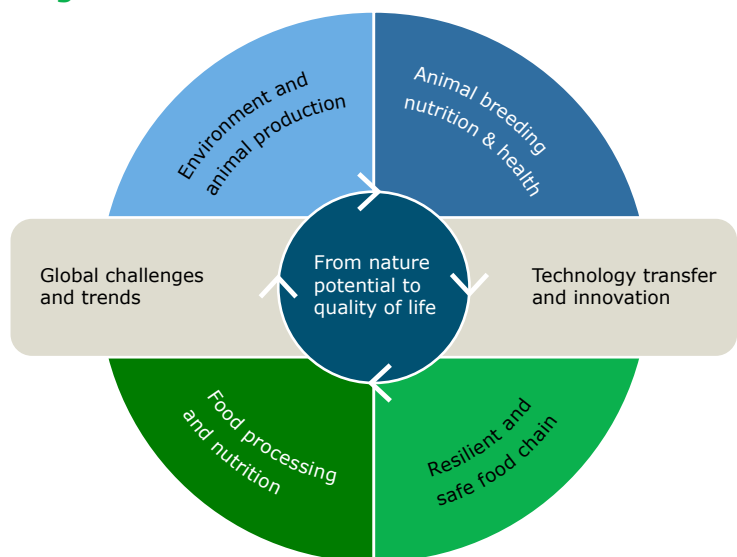 Environment and
animal production
Animal breeding
nutrition & health
Global challenges
and trends
From nature
potential to
quality of life
Technology transfer
and innovation
Food processing
and nutrition
Resilient and
safe food chain